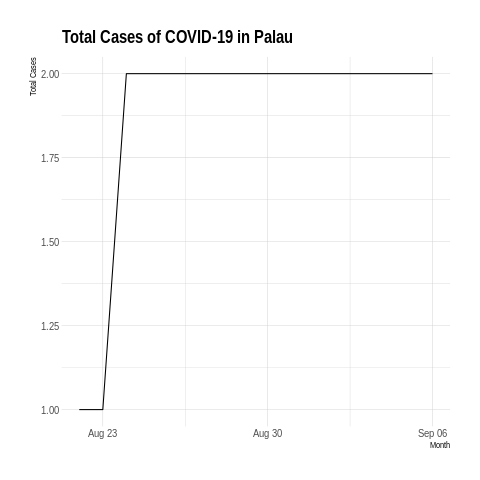 Total Cases of COVID-19 in Palau
Total Cases
2.00
1.75
1.50
1.25
1.00
Aug 23 Aug 30 Sep 06
Month